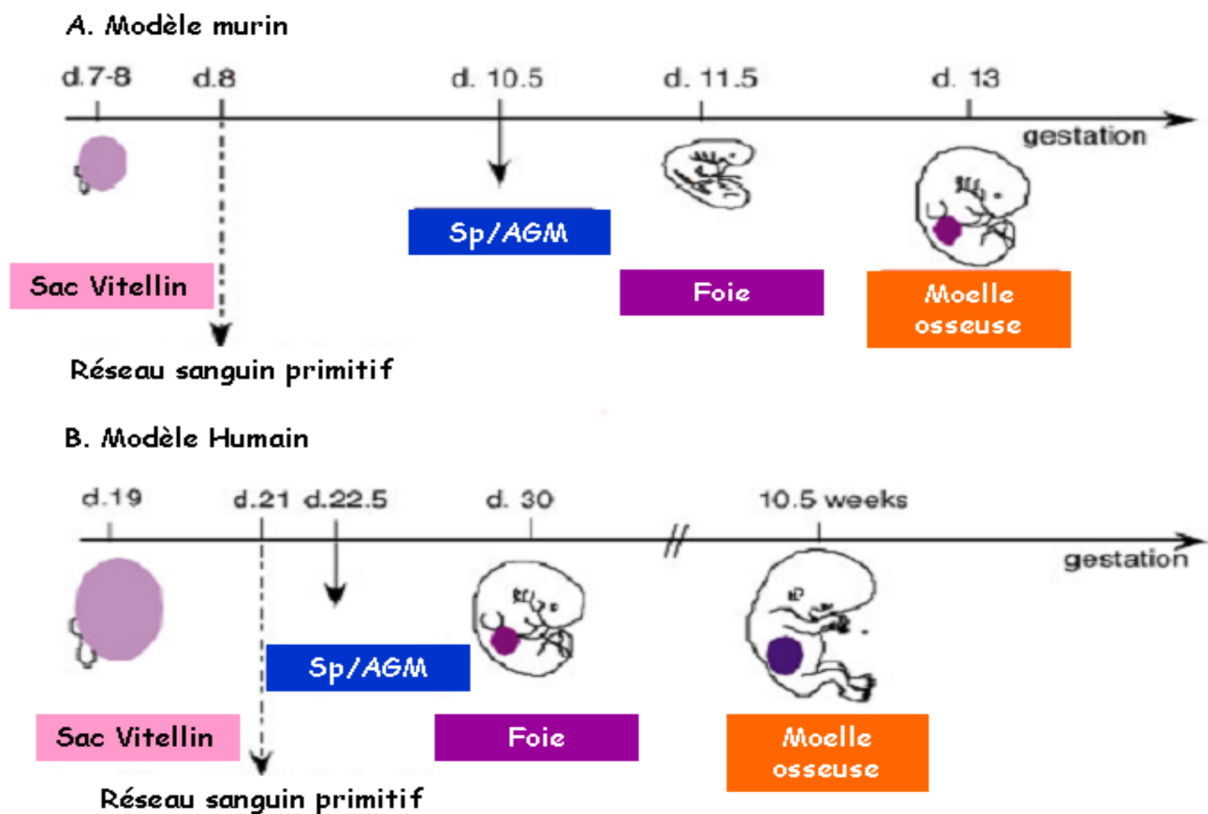 A. Modèle murin
d.7-8 d.8 d. 10.5 d. 11.5 d. 13
gestation
Sp/AGM
Sac Vitellin
Foie
Moelle
osseuse
Réseau sanguin primitif
B. Modèle Humain
d.19 d.21 d.22.5 d. 30 10.5 weeks
gestation
Sp/AGM
Sac Vitellin
Foie
Moelle
osseuse
Réseau sanguin primitif